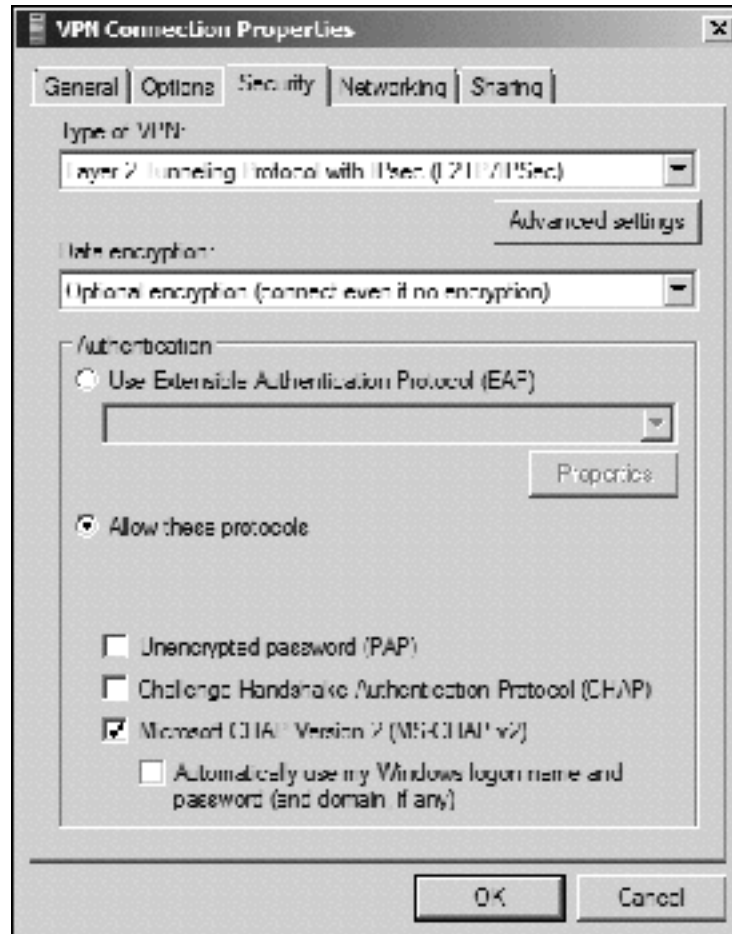 VPN Connection Properties
General Options Security Networking Sharing
Type of VPN:
Layer 2 Tunneling Protocol with IPsec (L2TP/IPSec)
Advanced settings
Data encryption:
Optional encryption (connect even if no encryption)
Authentication
Use Extensible Authentication Protocol (EAP)
Properties
Allow these protocols
Unencrypted password (PAP)
Challenge Handshake Authentication Protocol (CHAP)
Microsoft CHAP Version 2 (MS-CHAP v2)
Automatically use my Windows logon name and
password (and domain, if any)
OK Cancel